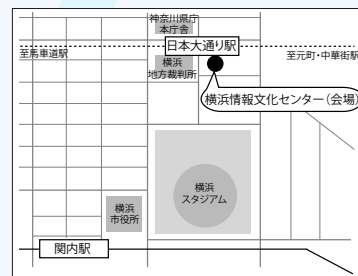 神奈川県庁
本庁舎
日本大通り駅
至馬車道駅
至元町・中華街駅
横浜
地方裁判所
横浜情報文化センター（会場）
横浜
スタジアム
横浜
市役所
関内駅